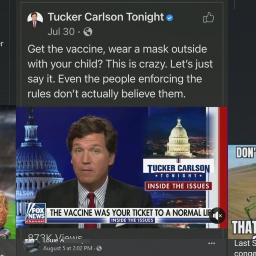 Tucker Carlson Tonight
Jul 30
Get the vaccine, wear a mask outside
with your child? This is crazy. Let's just
say it. Even the people enforcing the
rules don't actually believe them.
DON'
TUCKER CARLSON
TONIGHT
INSIDE THE ISSUES
FOX
NEWS
channel
THE VACCINE WAS YOUR TICKET TO A NORMAL LI
INSIDE THE ISSUES
THAT
873K Views
August 5 at 2:02 PM
Last S